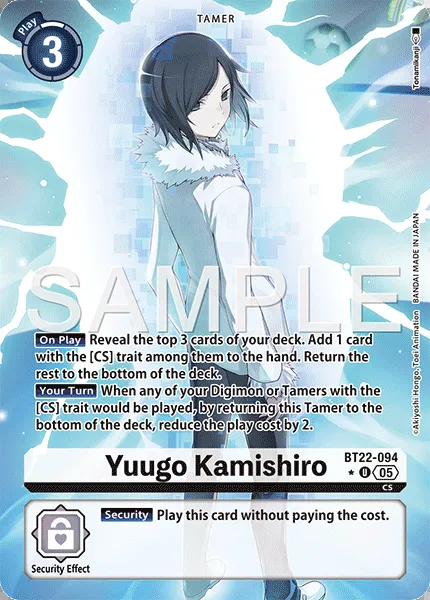 TAMER
Play
3
Tonamikanji
SAMPLE
On Play Reveal the top 3 cards of your deck. Add 1 card
with the [CS] trait among them to the hand. Return the
rest to the bottom of the deck.
Your Turn When any of your Digimon or Tamers with the
[CS] trait would be played, by returning this Tamer to the
bottom of the deck, reduce the play cost by 2.
©Akiyoshi Hongo, Toei Animation BANDAI MADE IN JAPAN
Yuugo Kamishiro
BT22-094
U 05
CS
Security Play this card without paying the cost.
Security Effect